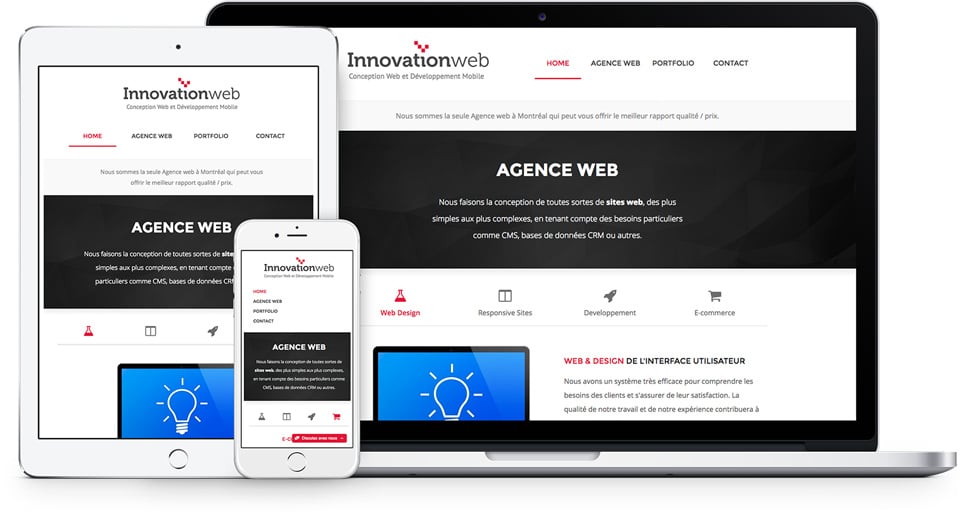 Innovationweb
Conception Web et Développement Mobile
HOME AGENCE WEB PORTFOLIO CONTACT
Nous sommes la seule Agence web à Montréal qui peut vous
offrir le meilleur rapport qualité / prix.
AGENCE WEB
Nous faisons la conception de toutes sortes de site
simples aux plus complexes, en tenant compte de
particuliers comme CMS, bases de données CRM
Innovationweb
Conception Web et Développement Mobile
HOME
AGENCE WEB
PORTFOLIO
CONTACT
AGENCE WEB
Nous faisons la conception de toutes sortes de
sites web, des plus simples aux plus complexes,
en tenant compte des besoins particuliers comme
CMS, bases de données CRM ou autres.
E-C
Discutez avec nous
Innovationweb
Conception Web et Développement Mobile
HOME AGENCE WEB PORTFOLIO CONTACT
Nous sommes la seule Agence web à Montréal qui peut vous offrir le meilleur rapport qualité / prix.
AGENCE WEB
Nous faisons la conception de toutes sortes de sites web, des plus
simples aux plus complexes, en tenant compte des besoins particuliers
comme CMS, bases de données CRM ou autres.
Web Design Responsive Sites Developpement E-commerce
WEB & DESIGN DE L'INTERFACE UTILISATEUR
Nous avons un système très efficace pour comprendre les
besoins des clients et s'assurer de leur satisfaction. La
qualité de notre travail et de notre expérience contribuera à